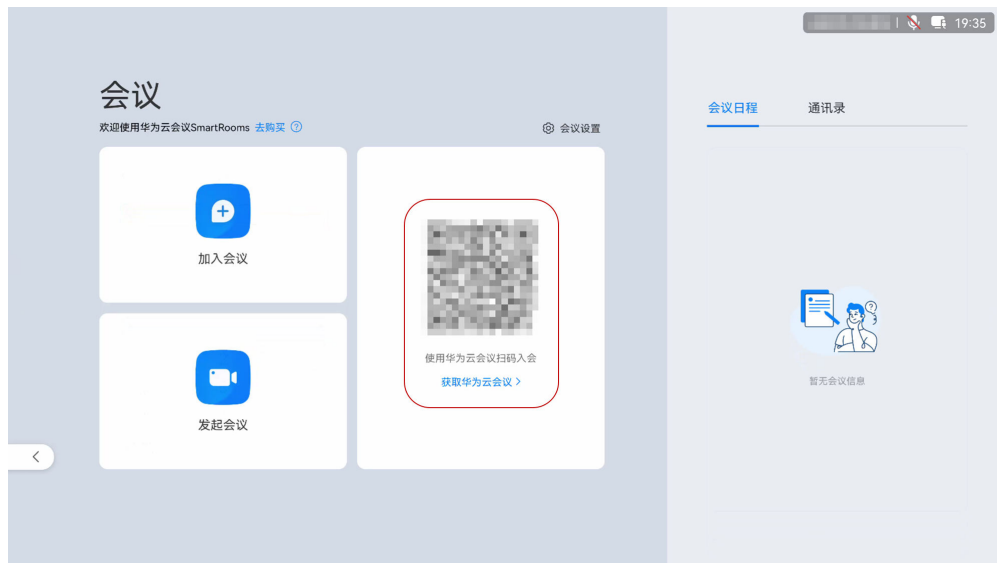 19:35
会议
欢迎使用华为云会议SmartRooms 去购买
会议设置
加入会议
发起会议
使用华为云会议扫码入会
获取华为云会议
会议日程
通讯录
暂无会议信息